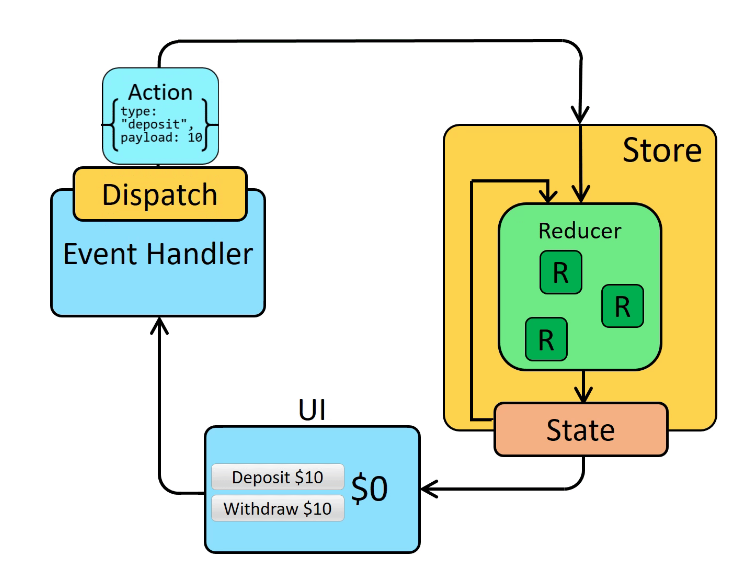 Action
type:
"deposit",
payload: 10
Dispatch
Event Handler
Store
Reducer
R
R
R
State
UI
Deposit $10
$0
Withdraw $10